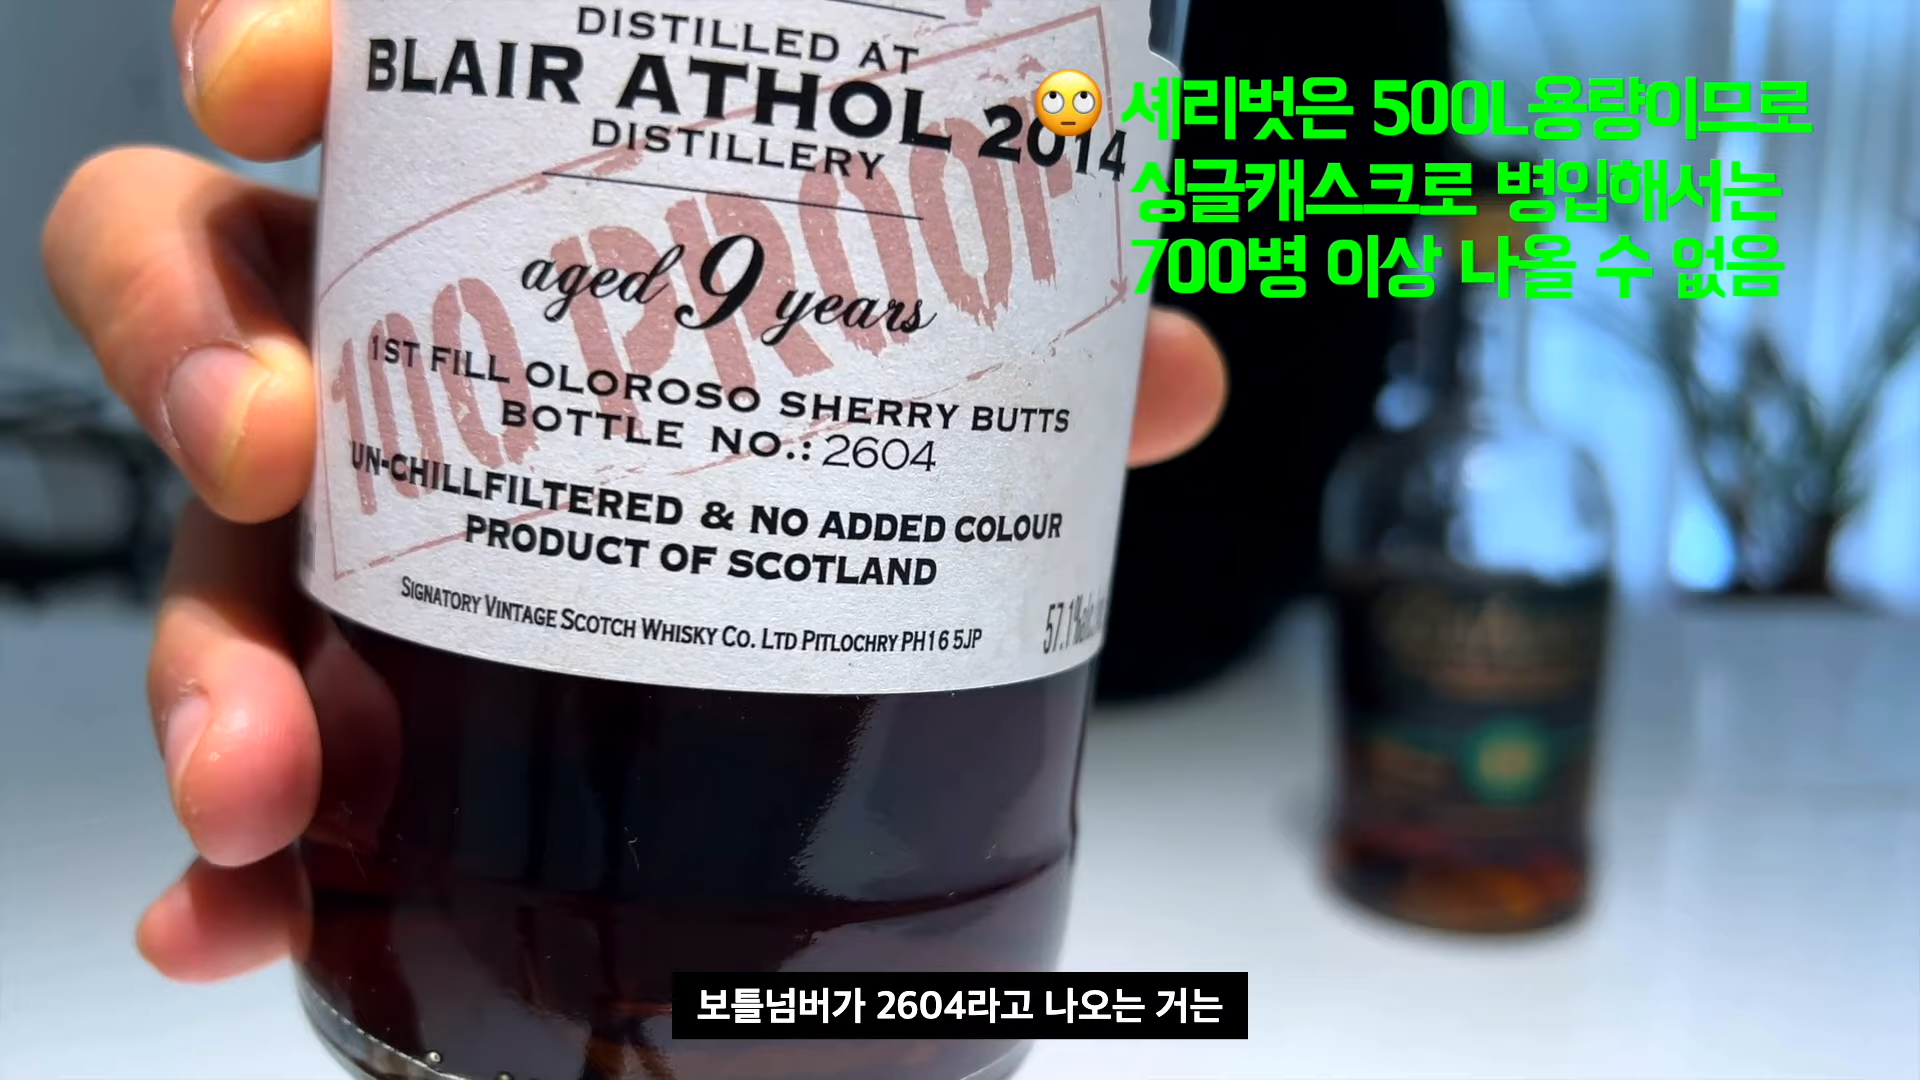 DISTILLED AT
BLAIR ATHOL 2014
DISTILLERY
100 PROOF
aged 9 years
1ST FILL OLOROSO SHERRY BUTTS
BOTTLE NO.: 2604
UN-CHILLFILTERED & NO ADDED COLOUR
PRODUCT OF SCOTLAND
SIGNATORY VINTAGE SCOTCH WHISKY CO. LTD PITLOCHRY PH16 5JP
57.1%
셰리벗은 500L용량이므로
싱글캐스크로 병입해서는
700병 이상 나올 수 없음
보틀넘버가 2604라고 나오는 거는